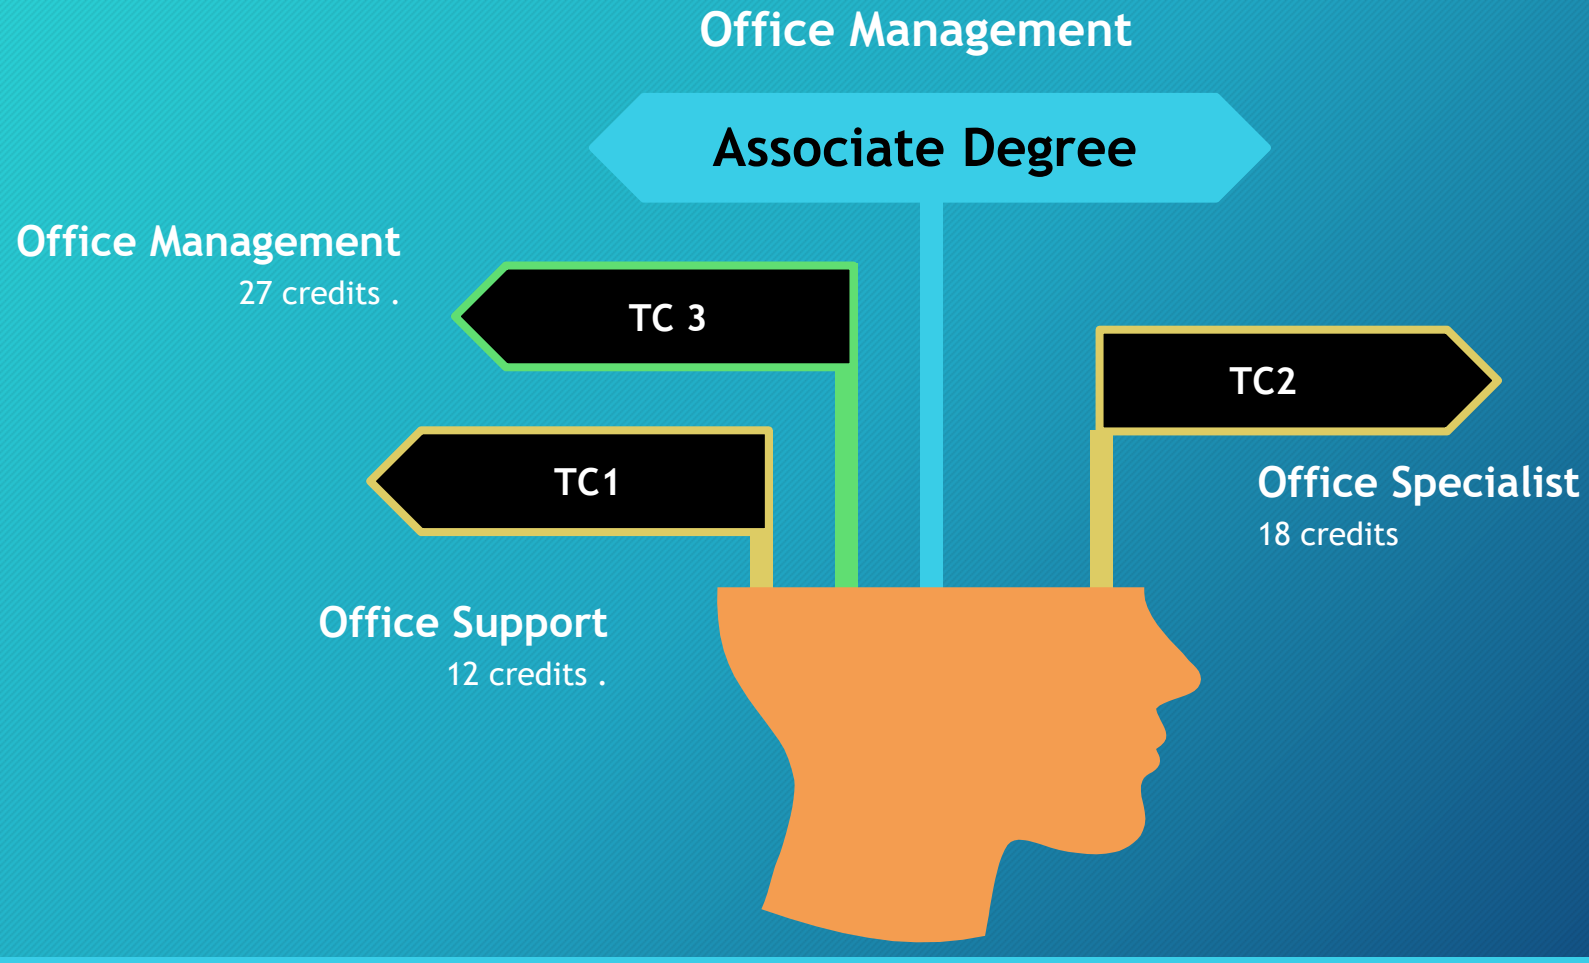 Office Management
Associate Degree
Office Management
27 credits .
TC 3
TC2
TC1
Office Specialist
18 credits
Office Support
12 credits .